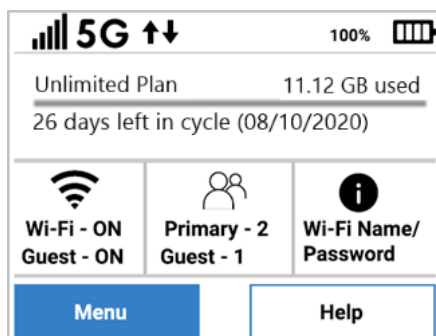 5G 100%
Unlimited Plan 11.12 GB used
26 days left in cycle (08/10/2020)
Wi-Fi - ON
Guest - ON
Primary - 2
Guest - 1
Wi-Fi Name/
Password
Menu Help